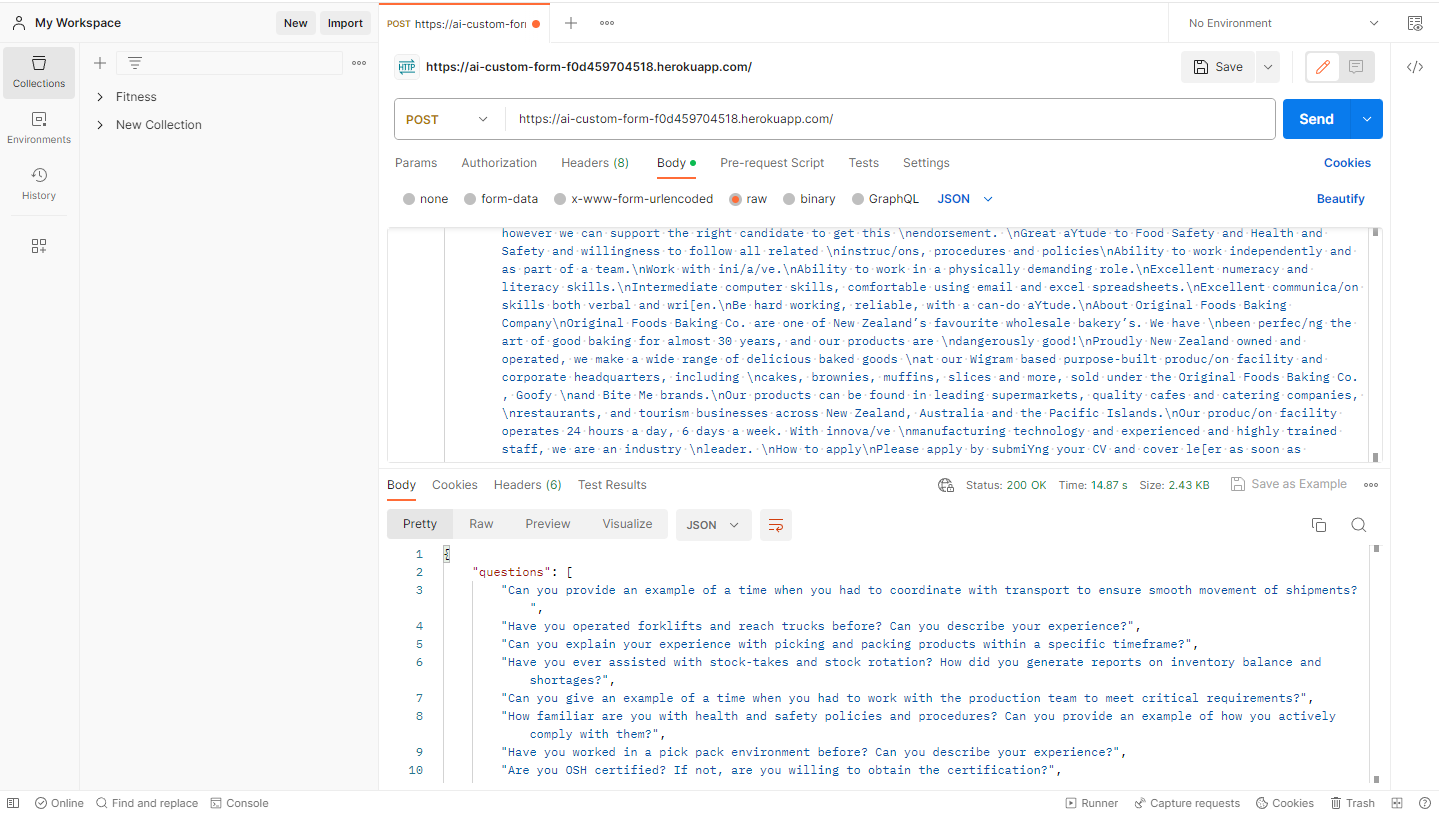 My Workspace
New
Import
POST https://ai-custom-forr
No Environment
Collections
Environments
History
Fitness
New Collection
HTTP
https://ai-custom-form-f0d459704518.herokuapp.com/
Save
POST
https://ai-custom-form-f0d459704518.herokuapp.com/
Send
Params
Authorization
Headers (8)
Body
Pre-request Script
Tests
Settings
Cookies
none
form-data
x-www-form-urlencoded
raw
binary
GraphQL
JSON
Beautify
however we can support the right candidate to get this \nendorsement. \nGreat aYtude to Food Safety and Health and
Safety and willingness to follow all related \ninstruc/ons, procedures and policies\nAbility to work independently and
as part of a team.\nWork with ini/a/ve.\nAbility to work in a physically demanding role.\nExcellent numeracy and
literacy skills.\nIntermediate computer skills, comfortable using email and excel spreadsheets.\nExcellent communica/on
skills both verbal and wri[en.\nBe hard working, reliable, with a can-do aYtude.\nAbout Original Foods Baking
Company\nOriginal Foods Baking Co. are one of New Zealand’s favourite wholesale bakery’s. We have \nbeen perfec/ng the
art of good baking for almost 30 years, and our products are \ndangerously good!\nProudly New Zealand owned and
operated, we make a wide range of delicious baked goods \nat our Wigram based purpose-built produc/on facility and
corporate headquarters, including \ncakes, brownies, muffins, slices and more, sold under the Original Foods Baking Co.
, Goofy \nand Bite Me brands.\nOur products can be found in leading supermarkets, quality cafes and catering companies,
\nrestaurants, and tourism businesses across New Zealand, Australia and the Pacific Islands.\nOur produc/on facility
operates 24 hours a day, 6 days a week. With innova/ve \nmanufacturing technology and experienced and highly trained
staff, we are an industry \nleader. \nHow to apply\nPlease apply by submiYng your CV and cover le[er as soon as
Body
Cookies
Headers (6)
Test Results
Status: 200 OK
Time: 14.87 s
Size: 2.43 KB
Save as Example
Pretty
Raw
Preview
Visualize
JSON
1 {
2 "questions": [
3 "Can you provide an example of a time when you had to coordinate with transport to ensure smooth movement of shipments?
",
4 "Have you operated forklifts and reach trucks before? Can you describe your experience?",
5 "Can you explain your experience with picking and packing products within a specific timeframe?",
6 "Have you ever assisted with stock-takes and stock rotation? How did you generate reports on inventory balance and
shortages?",
7 "Can you give an example of a time when you had to work with the production team to meet critical requirements?",
8 "How familiar are you with health and safety policies and procedures? Can you provide an example of how you actively
comply with them?",
9 "Have you worked in a pick pack environment before? Can you describe your experience?",
10 "Are you OSH certified? If not, are you willing to obtain the certification?",
Online
Find and replace
Console
Runner
Capture requests
Cookies
Trash